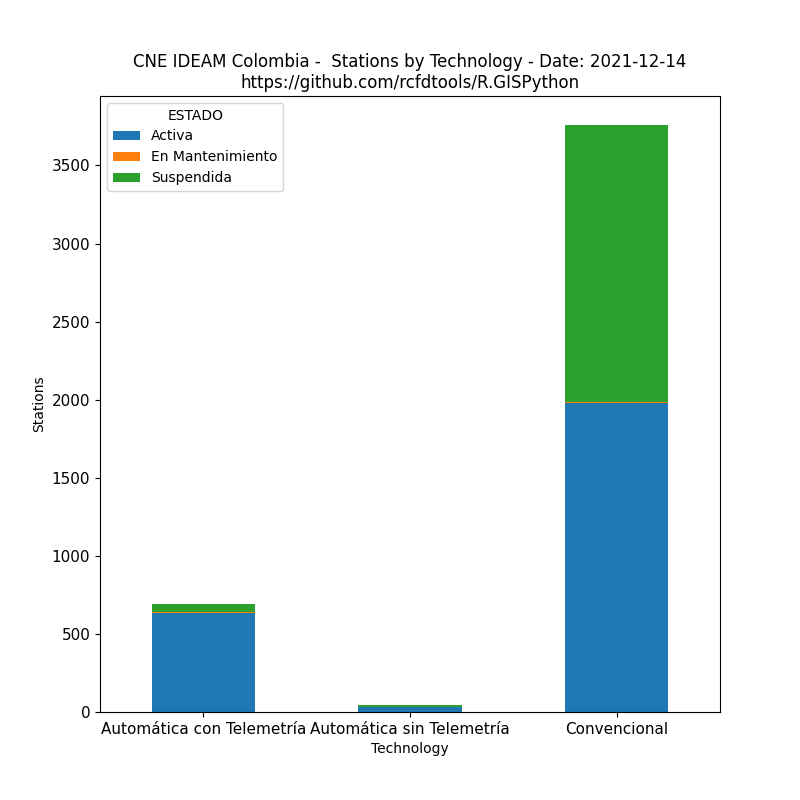 CNE IDEAM Colombia -  Stations by Technology - Date: 2021-12-14
https://github.com/rcfdtools/R.GISPython
ESTADO
Activa
En Mantenimiento
Suspendida
3500
3000
2500
2000
1500
1000
500
0
Stations
Automática con Telemetría Automática sin Telemetría Convencional
Technology